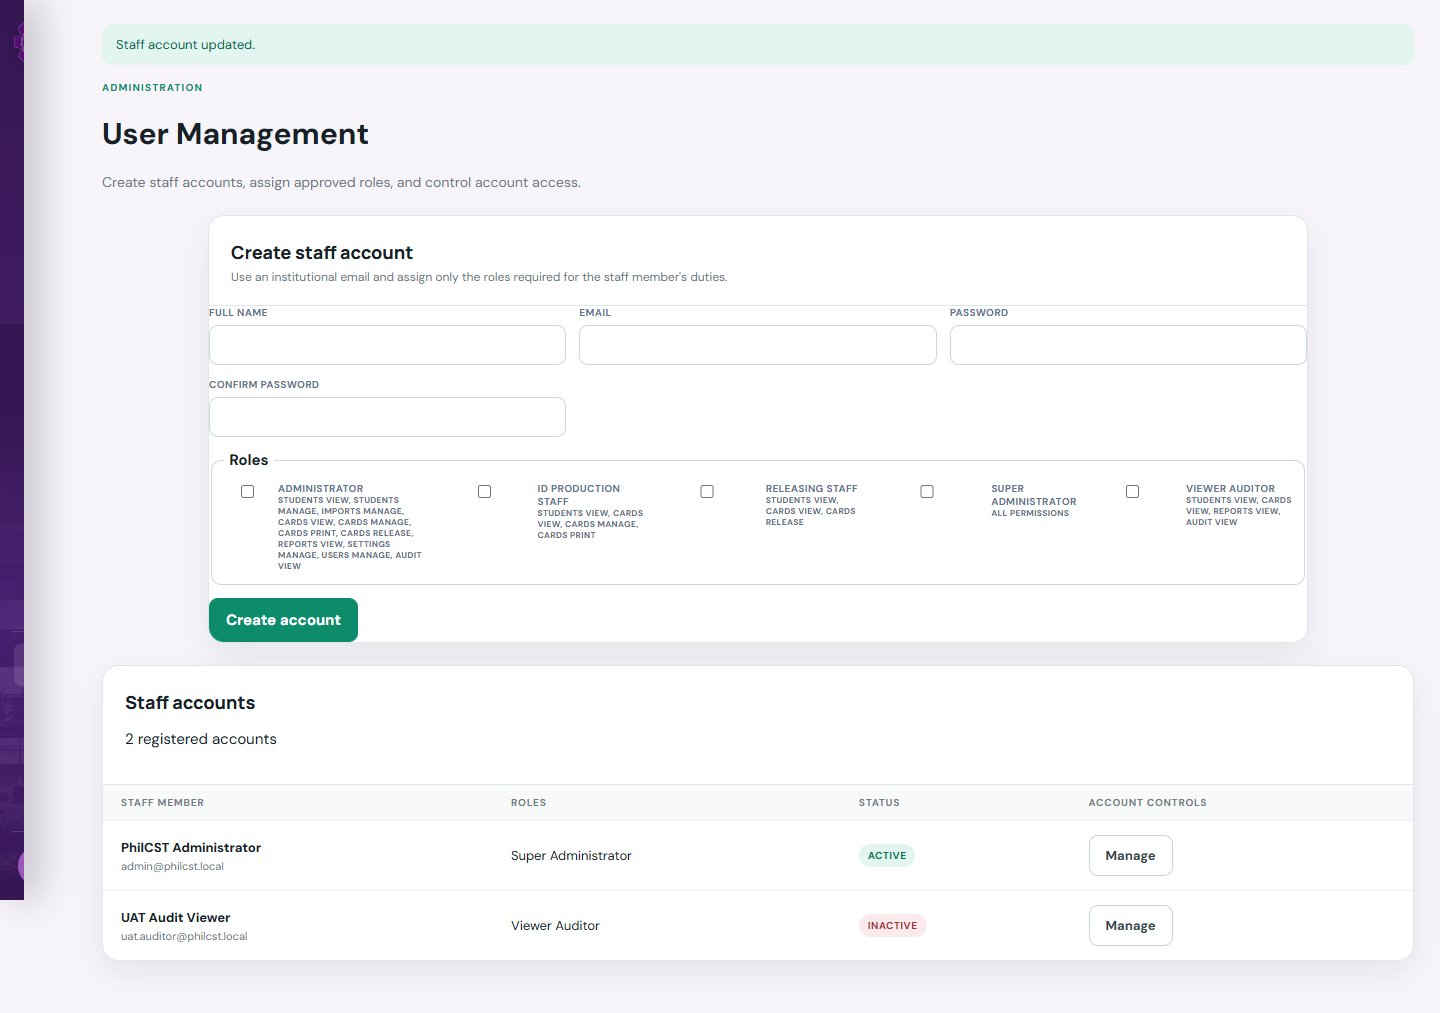 Staff account updated.
ADMINISTRATION
User Management
Create staff accounts, assign approved roles, and control account access.
Create staff account
Use an institutional email and assign only the roles required for the staff member's duties.
FULL NAME
EMAIL
PASSWORD
CONFIRM PASSWORD
Roles
ADMINISTRATOR
STUDENTS VIEW, STUDENTS
MANAGE, IMPORTS MANAGE,
CARDS VIEW, CARDS MANAGE,
CARDS PRINT, CARDS RELEASE,
REPORTS VIEW, SETTINGS
MANAGE, USERS MANAGE, AUDIT
VIEW
ID PRODUCTION
STAFF
STUDENTS VIEW, CARDS
VIEW, CARDS MANAGE,
CARDS PRINT
RELEASING STAFF
STUDENTS VIEW,
CARDS VIEW, CARDS
RELEASE
SUPER
ADMINISTRATOR
ALL PERMISSIONS
VIEWER AUDITOR
STUDENTS VIEW, CARDS
VIEW, REPORTS VIEW,
AUDIT VIEW
Create account
Staff accounts
2 registered accounts
STAFF MEMBER
ROLES
STATUS
ACCOUNT CONTROLS
PhilCST Administrator
admin@philcst.local
Super Administrator
ACTIVE
Manage
UAT Audit Viewer
uat.auditor@philcst.local
Viewer Auditor
INACTIVE
Manage